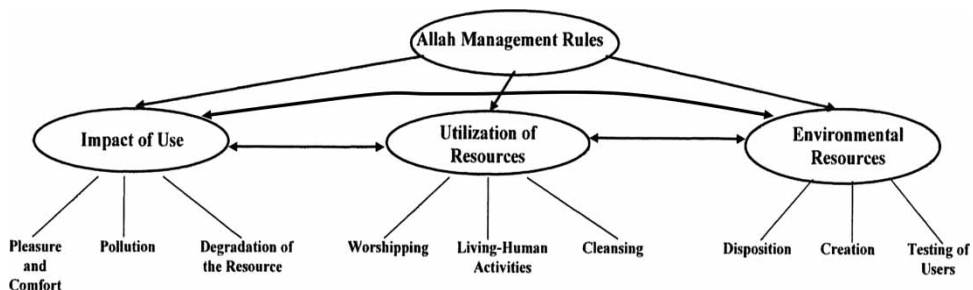 Allah Management Rules
Impact of Use
Utilization of
Resources
Environmental
Resources
Pleasure
and
Comfort
Pollution
Degradation of
the Resource
Worshipping
Living-Human
Activities
Cleansing
Disposition
Creation
Testing of
Users